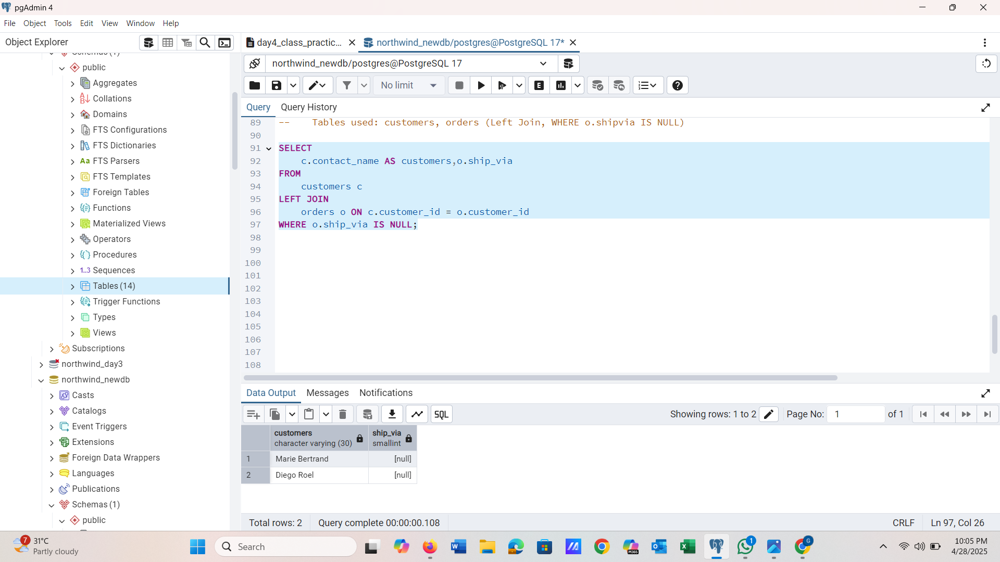 pgAdmin 4
File Object Tools Edit View Window Help
Object Explorer
day4_class_practic...
northwind_newdb/postgres@PostgreSQL 17*
northwind_newdb/postgres@PostgreSQL 17
No limit
Query Query History
Schemas (1)
public
Aggregates
Collations
Domains
FTS Configurations
FTS Dictionaries
Aa FTS Parsers
FTS Templates
Foreign Tables
Functions
Materialized Views
Operators
Procedures
1..3 Sequences
Tables (14)
Trigger Functions
Types
Views
Subscriptions
northwind_day3
northwind_newdb
Casts
Catalogs
Event Triggers
Extensions
Foreign Data Wrappers
Languages
Publications
Schemas (1)
public
89 -- Tables used: customers, orders (Left Join, WHERE o.shipvia IS NULL)
90
91 SELECT
92 c.contact_name AS customers,o.ship_via
93 FROM
94 customers c
95 LEFT JOIN
96 orders o ON c.customer_id = o.customer_id
97 WHERE o.ship_via IS NULL;
98
99
100
101
102
103
104
105
106
107
108
Data Output Messages Notifications
SQL
Showing rows: 1 to 2
Page No: 1 of 1
customers ship_via
character varying (30) smallint
1 Marie Bertrand [null]
2 Diego Roel [null]
Total rows: 2 Query complete 00:00:00.108
CRLF Ln 97, Col 26
7
31°C
Partly cloudy
Search
M365
1
G
10:05 PM
4/28/2025